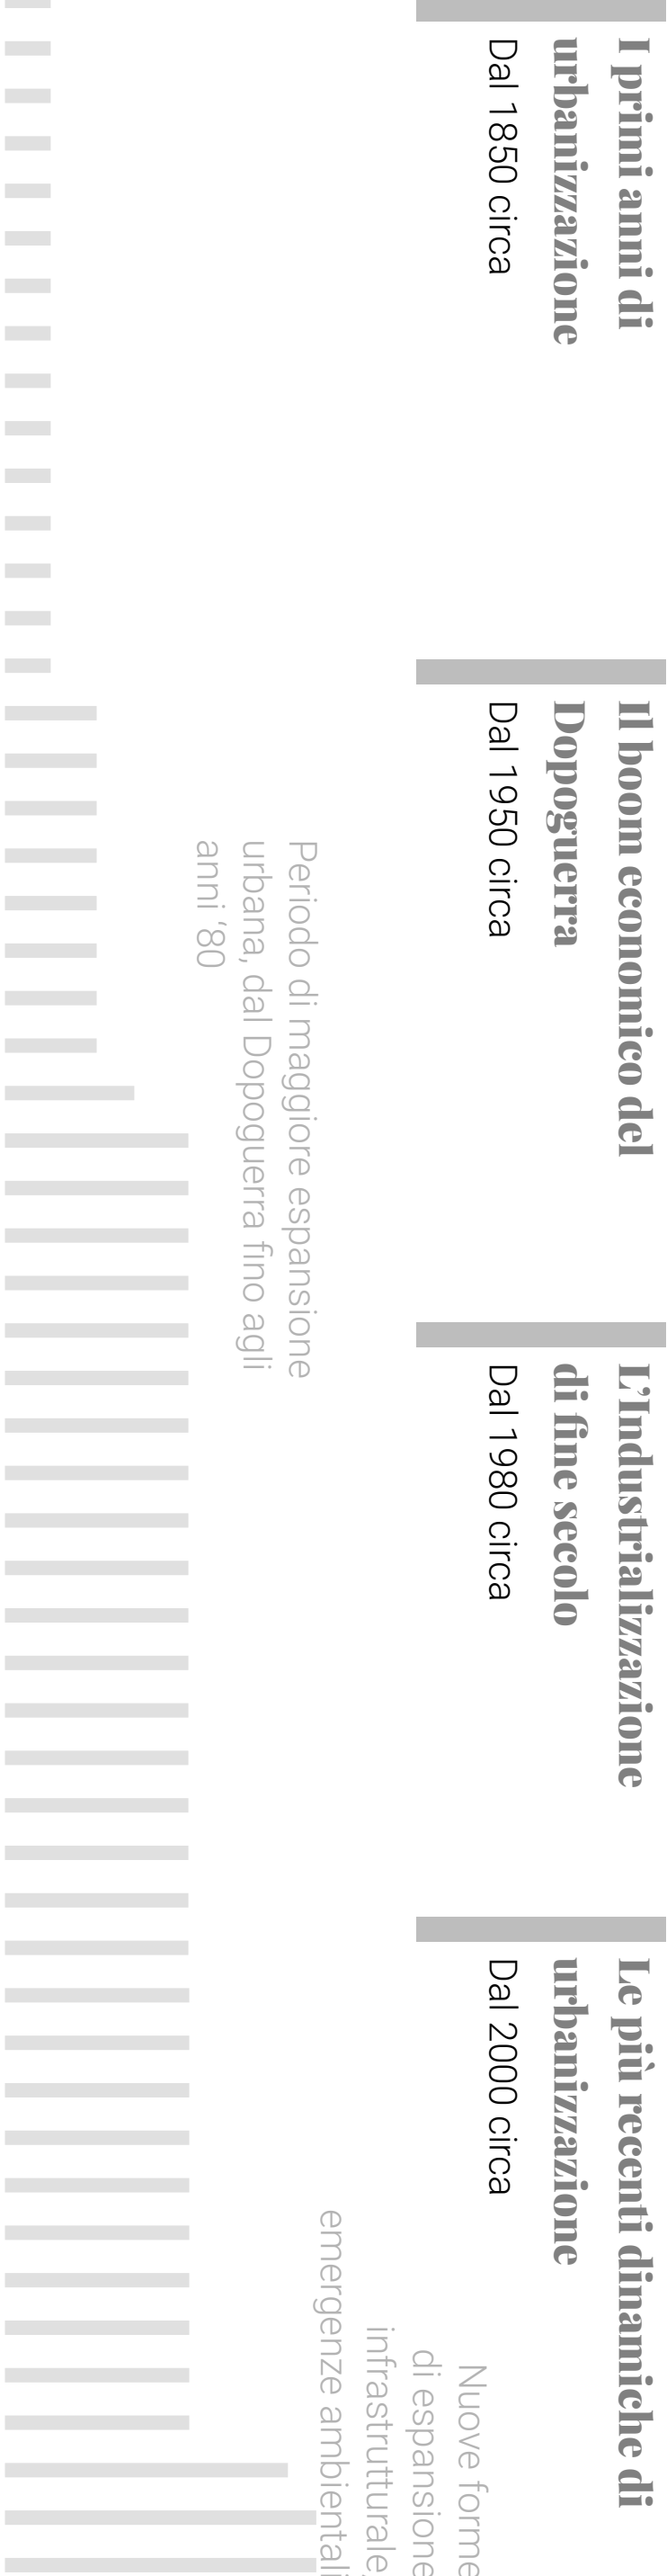 I primi anni di
urbanizzazione
Dal 1850 circa
Il boom economico del
Dopoguerra
Dal 1950 circa
Periodo di maggiore espansione
urbana, dal Dopoguerra fino agli
anni ‘80
L’Industrializzazione
di fine secolo
Dal 1980 circa
Le più recenti dinamiche di
urbanizzazione
Dal 2000 circa
Nuove forme
di espansione
infrastrutturale,
emergenze ambientali